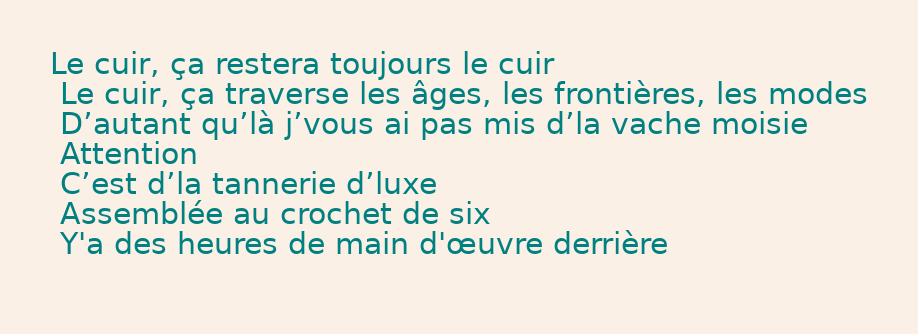 Le cuir, ça restera toujours le cuir
Le cuir, ça traverse les âges, les frontières, les modes
D’autant qu’là j’vous ai pas mis d’la vache moisie
Attention
C’est d’la tannerie d’luxe
Assemblée au crochet de six
Y'a des heures de main d'œuvre derrière